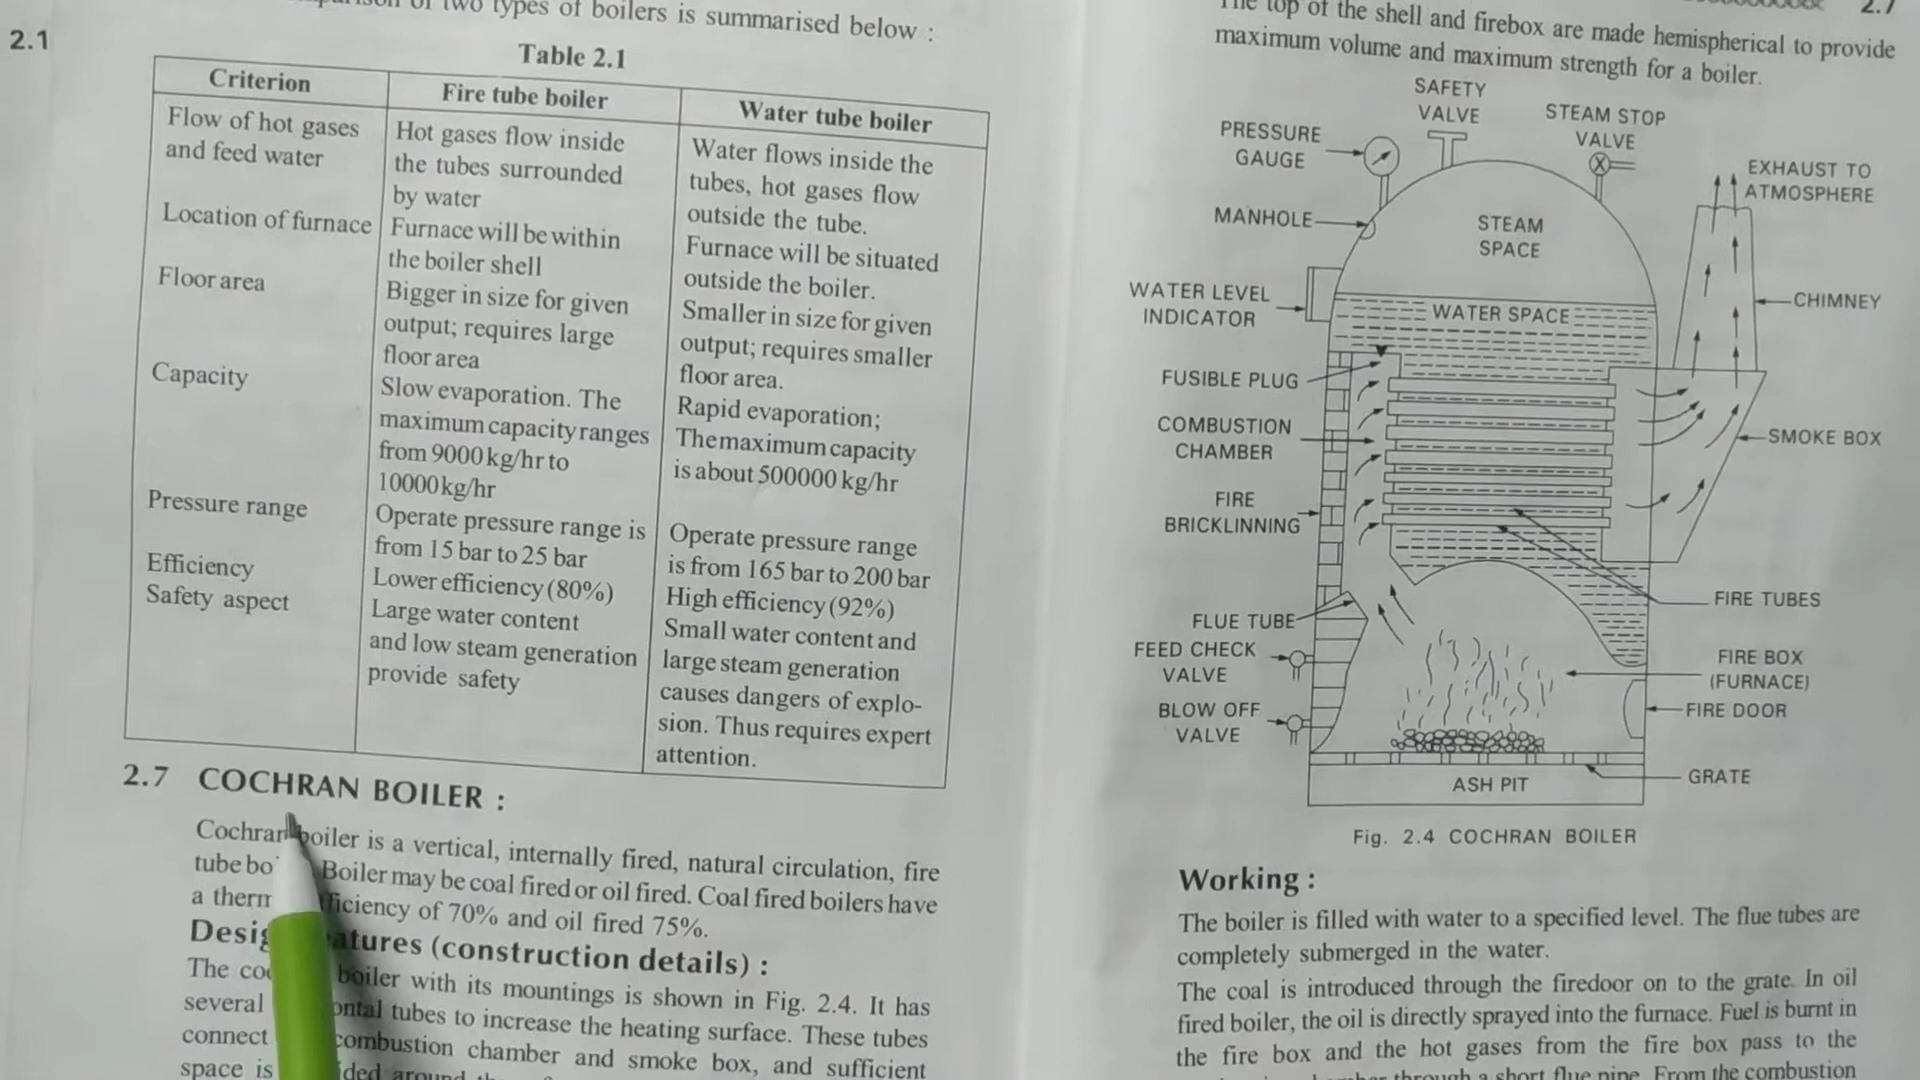 of two types of boilers is summarised below :
2.1
Table 2.1
Criterion
Fire tube boiler
Water tube boiler
Flow of hot gases
and feed water
Hot gases flow inside
the tubes surrounded
by water
Water flows inside the
tubes, hot gases flow
outside the tube.
Location of furnace
Furnace will be within
the boiler shell
Furnace will be situated
outside the boiler.
Floor area
Bigger in size for given
output; requires large
floor area
Smaller in size for given
output; requires smaller
floor area.
Capacity
Slow evaporation. The
maximum capacity ranges
from 9000 kg/hr to
10000 kg/hr
Rapid evaporation;
The maximum capacity
is about 500000 kg/hr
Pressure range
Operate pressure range is
from 15 bar to 25 bar
Operate pressure range
is from 165 bar to 200 bar
Efficiency
Lower efficiency (80%)
High efficiency (92%)
Safety aspect
Large water content
and low steam generation
provide safety
Small water content and
large steam generation
causes dangers of explo-
sion. Thus requires expert
attention.
2.7 COCHRAN BOILER :
Cochran boiler is a vertical, internally fired, natural circulation, fire
tube Boiler may be coal fired or oil fired. Coal fired boilers have
a of 70% and oil fired 75%.
(construction details) :
The boiler with its mountings is shown in Fig. 2.4. It has
several tubes to increase the heating surface. These tubes
connect combustion chamber and smoke box, and sufficient
space is
2.7
The top of the shell and firebox are made hemispherical to provide
maximum volume and maximum strength for a boiler.
SAFETY
VALVE
STEAM STOP
VALVE
PRESSURE
GAUGE
EXHAUST TO
ATMOSPHERE
MANHOLE
STEAM
SPACE
WATER LEVEL
INDICATOR
WATER SPACE
CHIMNEY
FUSIBLE PLUG
COMBUSTION
CHAMBER
SMOKE BOX
FIRE
BRICKLINNING
FIRE TUBES
FLUE TUBE
FEED CHECK
VALVE
FIRE BOX
(FURNACE)
BLOW OFF
VALVE
FIRE DOOR
GRATE
ASH PIT
Fig. 2.4 COCHRAN BOILER
Working :
The boiler is filled with water to a specified level. The flue tubes are
completely submerged in the water.
The coal is introduced through the firedoor on to the grate. In oil
fired boiler, the oil is directly sprayed into the furnace. Fuel is burnt in
the fire box and the hot gases from the fire box pass to the
through a short flue pipe. From the combustion